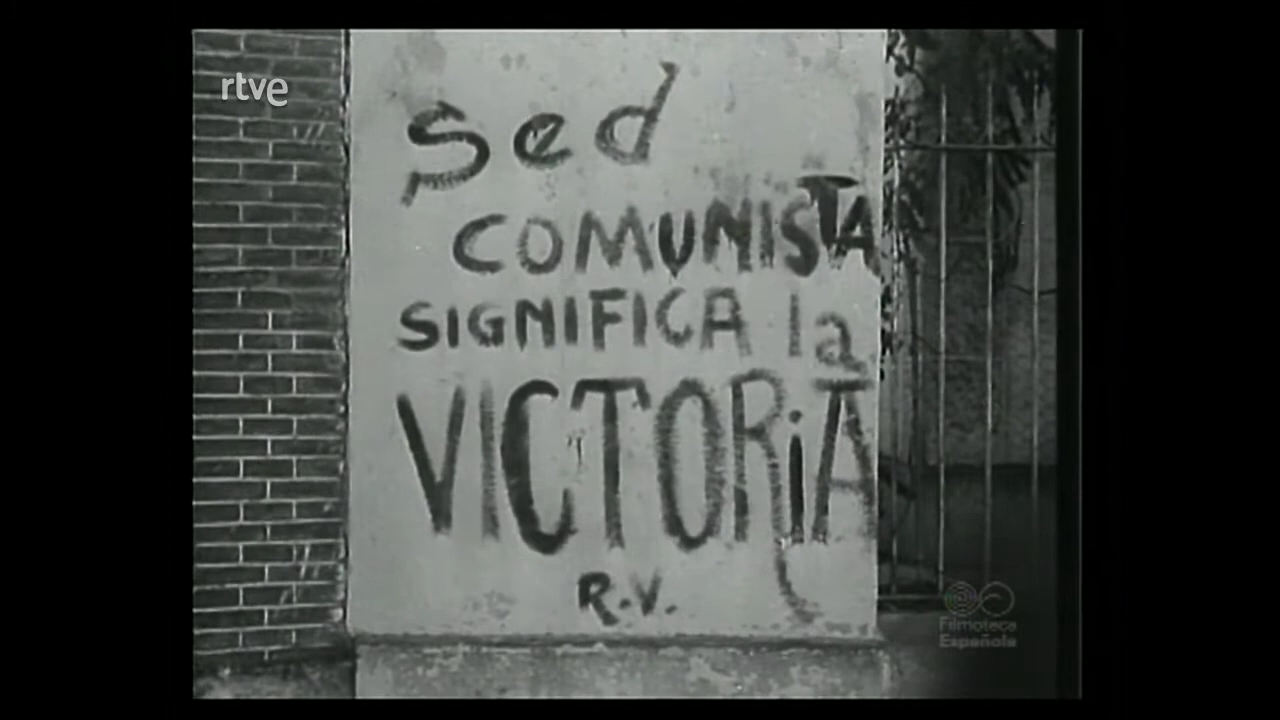 rtve
sed
COMUNISTA
SIGNIFICA la
VICTORiA
R.V.
Filmoteca
Española